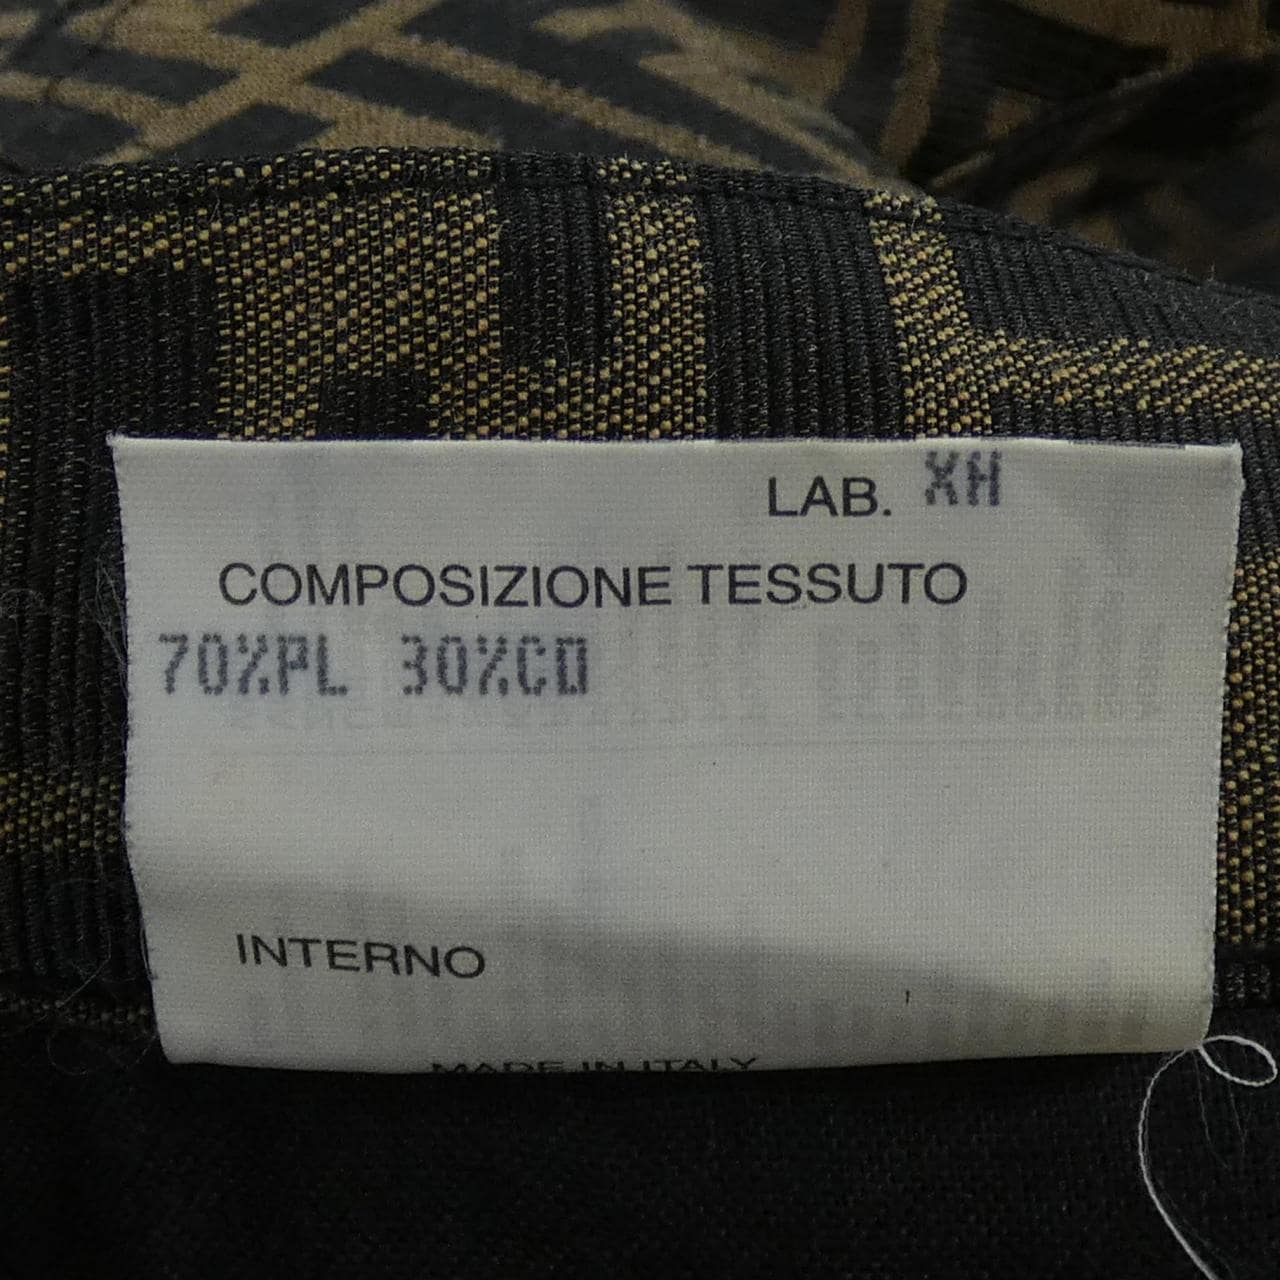 LAB. XH
COMPOSIZIONE TESSUTO
70%PL 30%CO
INTERNO
MADE IN ITALY